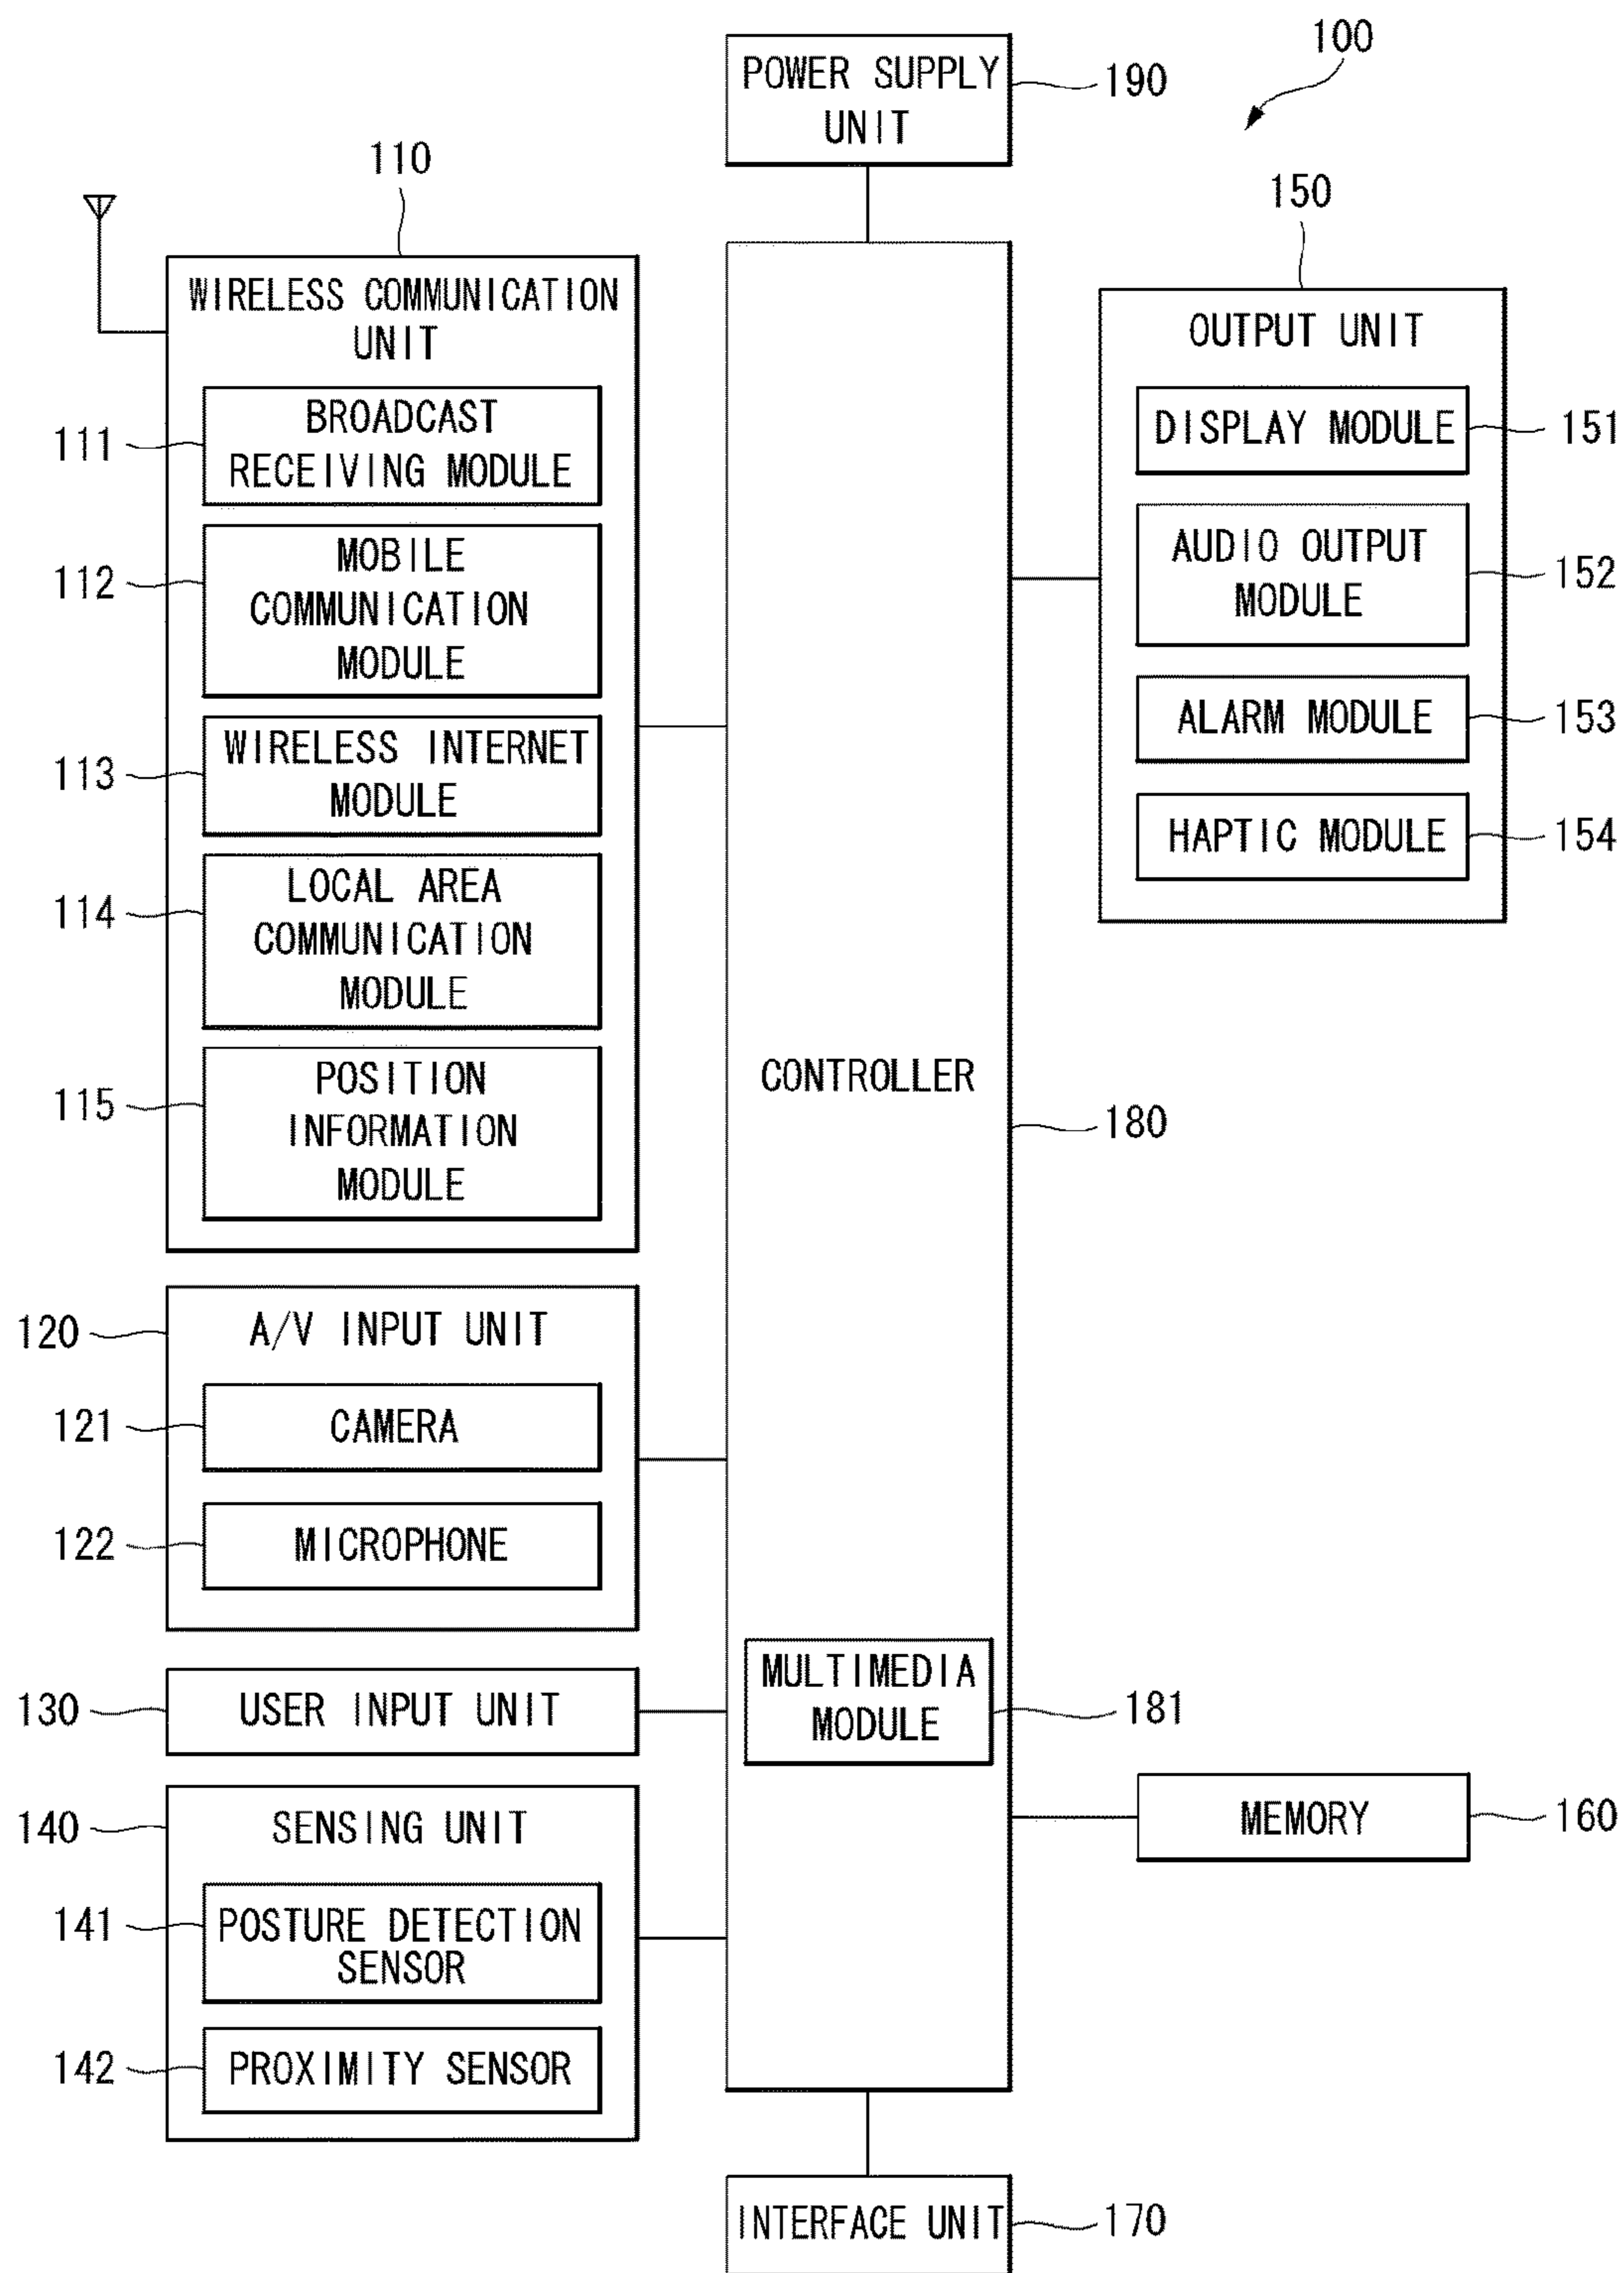 100
POWER SUPPLY
UNIT
190
110
150
WIRELESS COMMUNICATION
UNIT
OUTPUT UNIT
BROADCAST
RECEIVING MODULE
111
DISPLAY MODULE
151
MOBILE
COMMUNICATION
MODULE
112
AUDIO OUTPUT
MODULE
152
WIRELESS INTERNET
MODULE
113
ALARM MODULE
153
HAPTIC MODULE
154
LOCAL AREA
COMMUNICATION
MODULE
114
POSITION
INFORMATION
MODULE
115
CONTROLLER
180
120
A/V INPUT UNIT
121
CAMERA
122
MICROPHONE
130
USER INPUT UNIT
MULTIMEDIA
MODULE
181
140
SENSING UNIT
MEMORY
160
141
POSTURE DETECTION
SENSOR
142
PROXIMITY SENSOR
INTERFACE UNIT
170